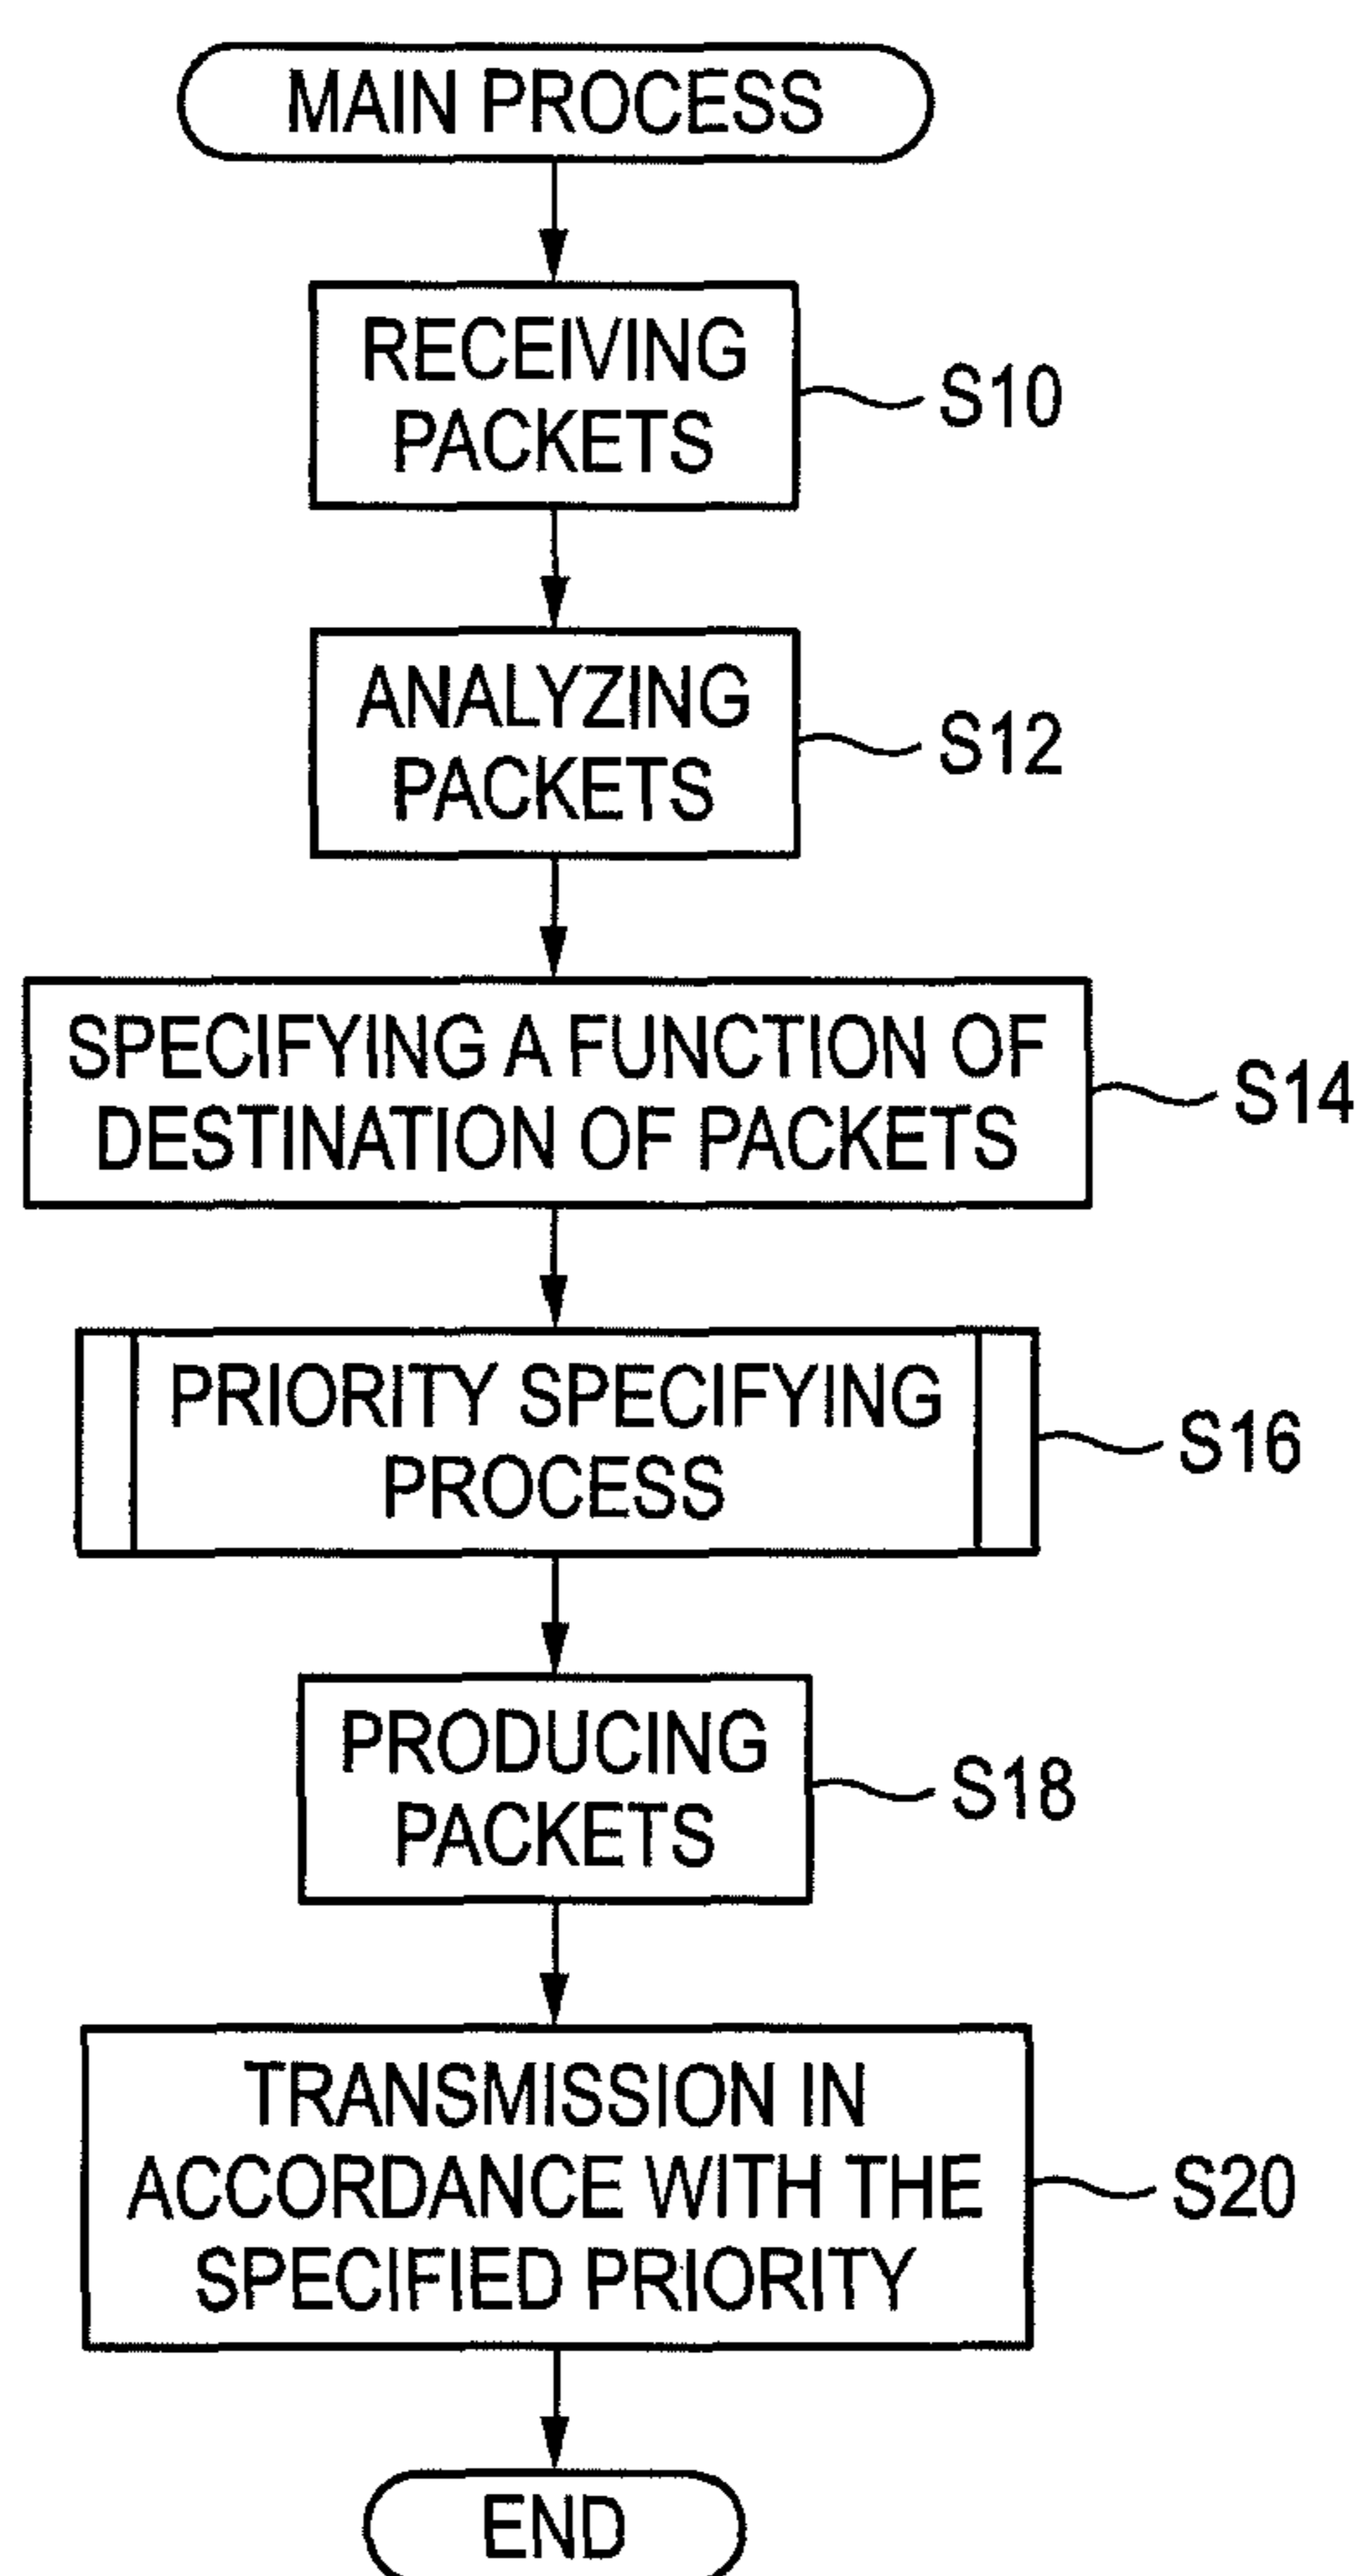 MAIN PROCESS
RECEIVING
PACKETS
S10
ANALYZING
PACKETS
S12
SPECIFYING A FUNCTION OF
DESTINATION OF PACKETS
S14
PRIORITY SPECIFYING
PROCESS
S16
PRODUCING
PACKETS
S18
TRANSMISSION IN
ACCORDANCE WITH THE
SPECIFIED PRIORITY
S20
END